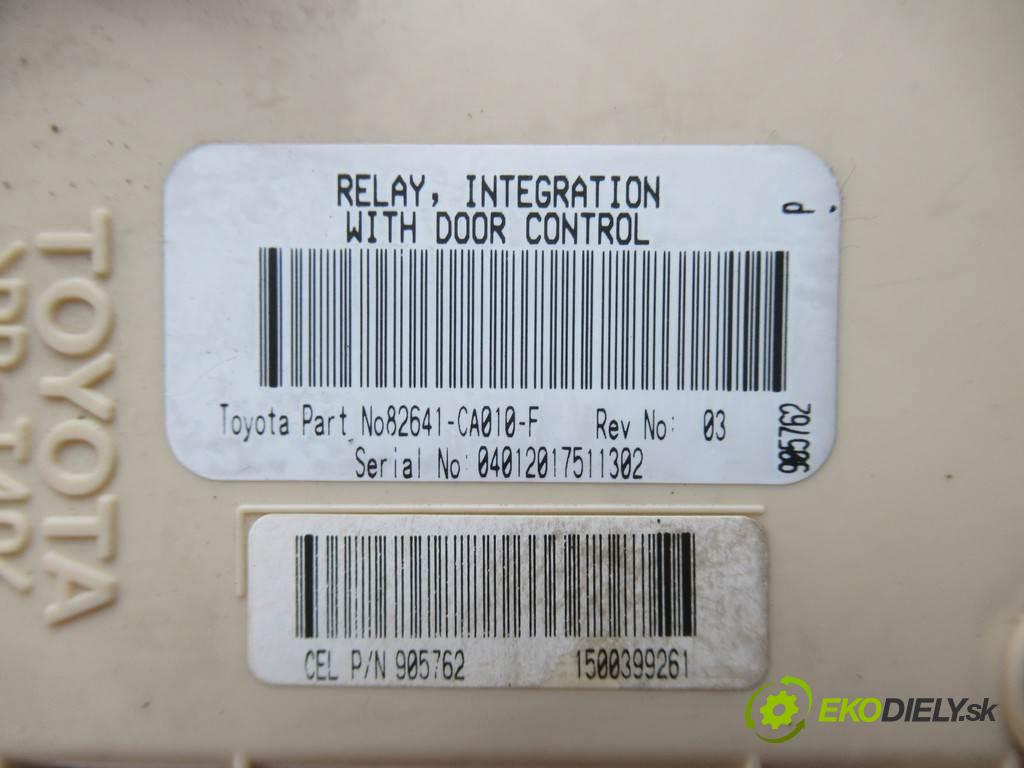 RELAY, INTEGRATION
WITH DOOR CONTROL
P
Toyota Part No82641-CA010-F Rev No: 03
Serial No: 04012017511302
905762
CEL P/N 905762 1500399261
TOYOTA
EKODIELY.sk